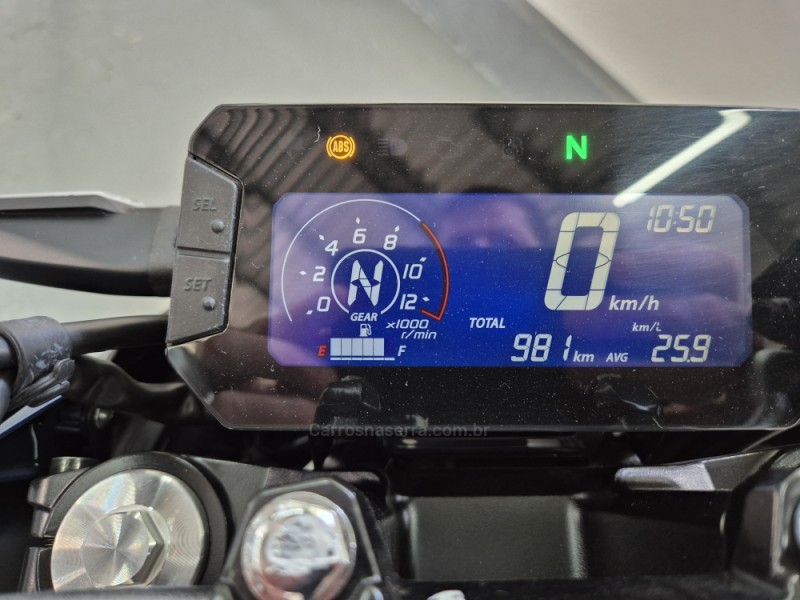 ABS
N
SEL
SET
0 2 4 6 8 10 12
N
GEAR
x1000
r/min
E F
10:50
0 km/h
TOTAL
981 km
km/L
AVG 25.9
Carrosnaserra.com.br